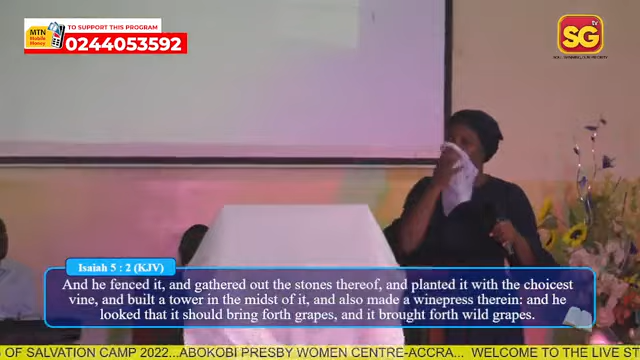 MTN
Mobile
Money
TO SUPPORT THIS PROGRAM
0244053592
SG
tv
Isaiah 5 : 2 (KJV)
And he fenced it, and gathered out the stones thereof, and planted it with the choicest
vine, and built a tower in the midst of it, and also made a winepress therein: and he
looked that it should bring forth grapes, and it brought forth wild grapes.
OF SALVATION CAMP 2022...ABOKOBI PRESBY WOMEN CENTRE-ACCRA... WELCOME TO THE LIVE